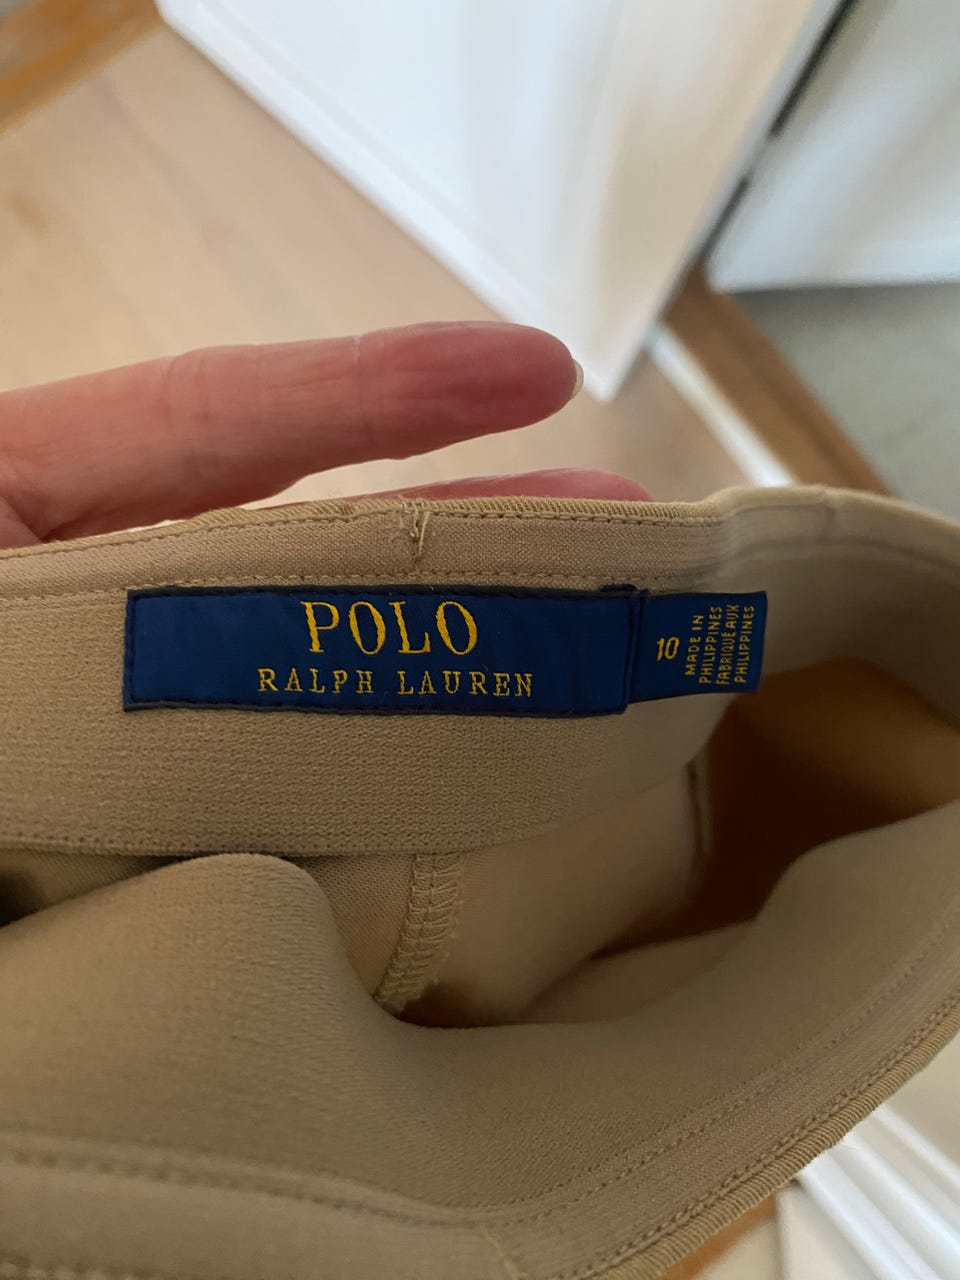 POLO
RALPH LAUREN
10
MADE IN
PHILIPPINES
FABRIQUÉ AUX
PHILIPPINES